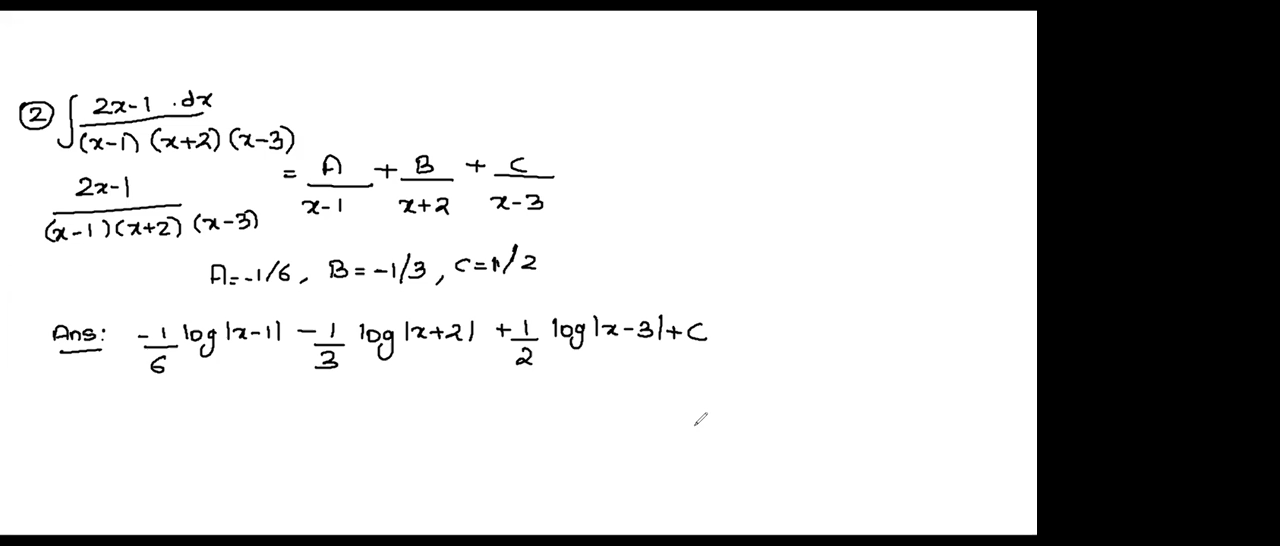 ② ∫ 2x-1 .dx / (x-1) (x+2) (x-3)
2x-1 / (x-1)(x+2)(x-3) = A / x-1 + B / x+2 + C / x-3
A=-1/6, B=-1/3, C=1/2
Ans: -1/6 log|x-1| -1/3 log|x+2| +1/2 log|x-3|+C